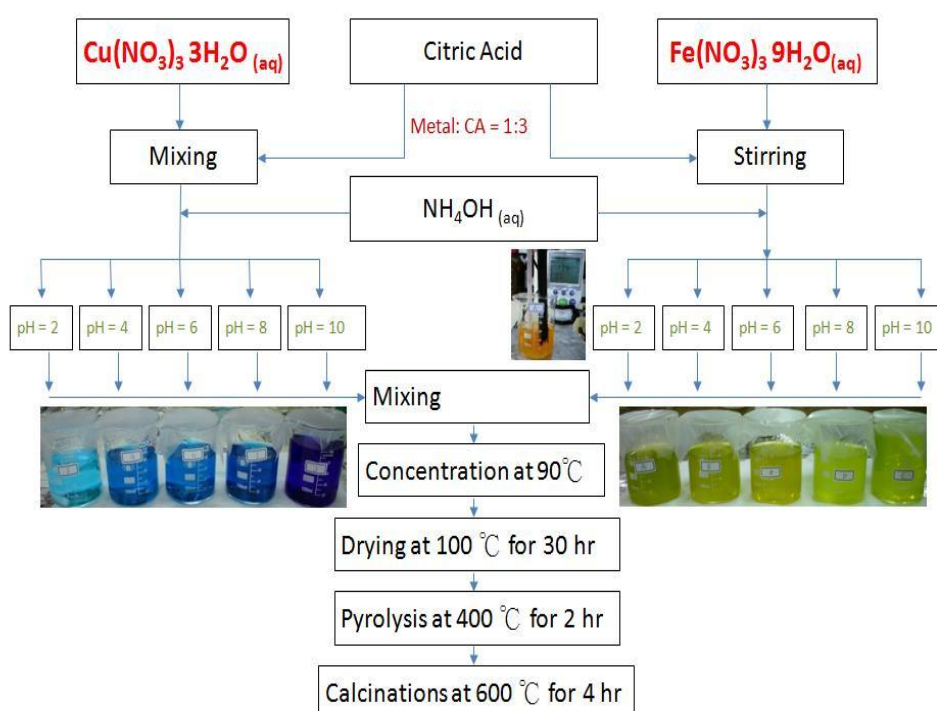 Cu(NO₃)₃ 3H₂O (aq)
Citric Acid
Fe(NO₃)₃ 9H₂O(aq)
Metal: CA = 1:3
Mixing
Stirring
NH₄OH (aq)
pH = 2
pH = 4
pH = 6
pH = 8
pH = 10
pH = 2
pH = 4
pH = 6
pH = 8
pH = 10
Mixing
Concentration at 90℃
Drying at 100 ℃ for 30 hr
Pyrolysis at 400 ℃ for 2 hr
Calcinations at 600 ℃ for 4 hr